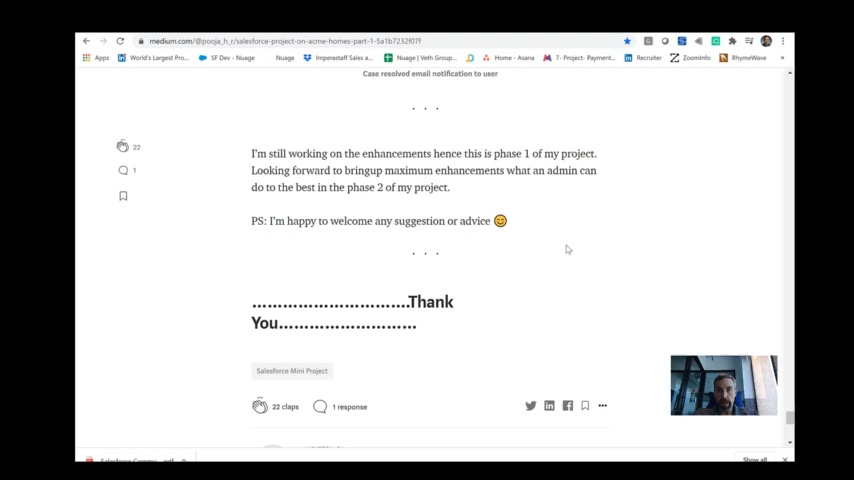 medium.com/@pooja_h_r/salesforce-project-on-acme-homes-part-1-5a1b7232f07f
Apps World's Largest Pro... SF Dev - Nuage Nuage Imperastaff Sales a... Nuage | Veth Group... Home - Asana 7 - Project- Payment... Recruiter ZoomInfo RhymeWave »
Case resolved email notification to user
. . .
22
1
I'm still working on the enhancements hence this is phase 1 of my project.
Looking forward to bringup maximum enhancements what an admin can
do to the best in the phase 2 of my project.
PS: I'm happy to welcome any suggestion or advice 😊
. . .
............................Thank
You...........................
Salesforce Mini Project
22 claps 1 response
Salesforce Commu....pdf
Show all